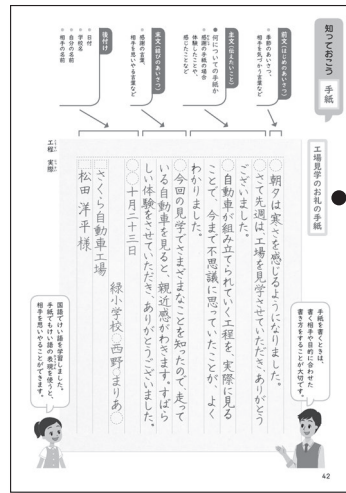 知っておこう
手紙
工場見学のお礼の手紙
前文(はじめのあいさつ)
季節のあいさつ、
相手を気づかう言葉など
主文(伝えたいこと)
●何についての手紙か
感謝の手紙の場合
体験したことや、
感じたことなど
末文(結びのあいさつ)
感謝の言葉、
相手を思いやる言葉など
後付け
日付
学校名
自分の名前
相手の名前
朝夕は寒さを感じるようになりました。
さて先週は、工場を見学させていただき、ありがとう
ございました。
自動車が組み立てられていく工程を、実際に見る
ことで、今まで不思議に思っていたことが、よく
わかりました。
今回の見学でさまざまなことを知ったので、走って
いる自動車を見ると、親近感がわきます。すばら
しい体験をさせていただき、ありがとうございました。
十月二十三日
緑小学校 西野 まりあ
さくら自動車工場
松田 洋平様
工程
実際
手紙を書くときは、
書く相手や目的に合わせた
書き方をすることが大切です。
国語でけい語を学習しました。
手紙でもけい語の表現を使うと、
相手を思いやることができます。
42